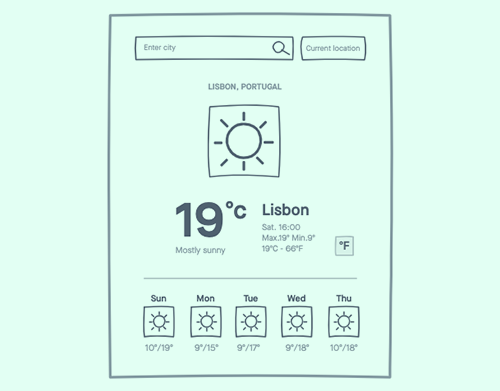 Enter city
Current location
LISBON, PORTUGAL
19°C
Mostly sunny
Lisbon
Sat. 16:00
Max.19° Min.9°
19°C - 66°F
°F
Sun Mon Tue Wed Thu
10°/19° 9°/15° 9°/17° 9°/18° 10°/18°